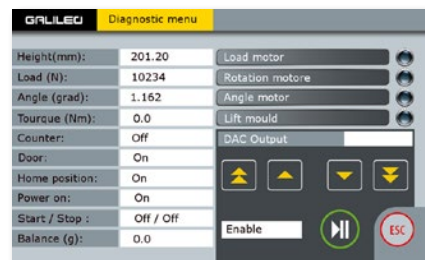 GALILEO Diagnostic menu
Height(mm): 201.20
Load (N): 10234
Angle (grad): 1.162
Tourque (Nm): 0.0
Counter: Off
Door: On
Home position: On
Power on: On
Start / Stop : Off / Off
Balance (g): 0.0
Load motor
Rotation motore
Angle motor
Lift mould
DAC Output
Enable
ESC